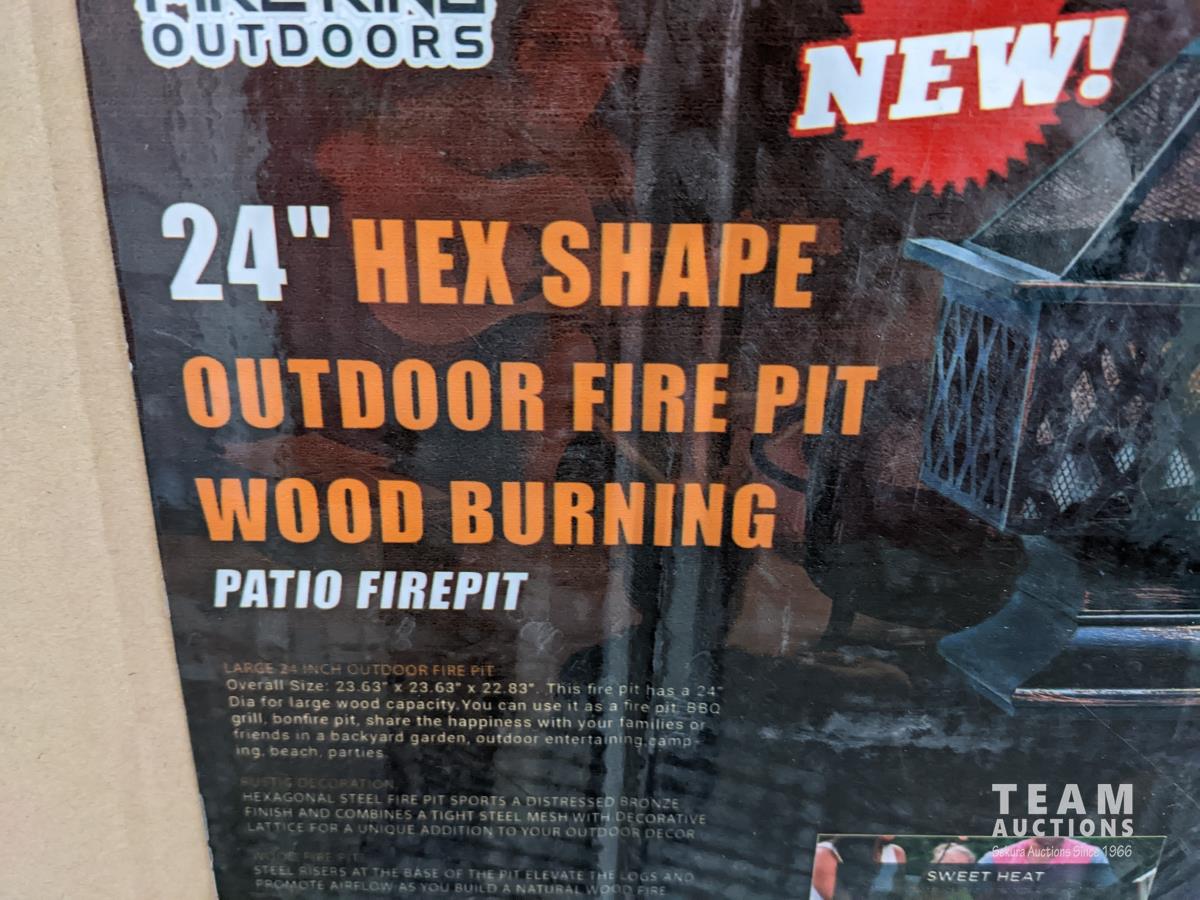 OUTDOORS
NEW!
24" HEX SHAPE
OUTDOOR FIRE PIT
WOOD BURNING
PATIO FIREPIT
LARGE 24 INCH OUTDOOR FIRE PIT
Overall Size: 23.63" x 23.63" x 22.83". This fire pit has a 24"
Dia for large wood capacity.You can use it as a fire pit, BBQ
grill, bonfire pit, share the happiness with your families or
friends in a backyard garden, outdoor entertaining,camp-
ing, beach, parties.
RUSTIC DECORATION
HEXAGONAL STEEL FIRE PIT SPORTS A DISTRESSED BRONZE
FINISH AND COMBINES A TIGHT STEEL MESH WITH DECORATIVE
LATTICE FOR A UNIQUE ADDITION TO YOUR OUTDOOR DECOR
STEEL RISERS AT THE BASE OF THE PIT ELEVATE THE LOGS AND
PROMOTE AIRFLOW AS YOU BUILD A NATURAL WOOD FIRE
TEAM
AUCTIONS
Gekura Auctions Since 1966
SWEET HEAT